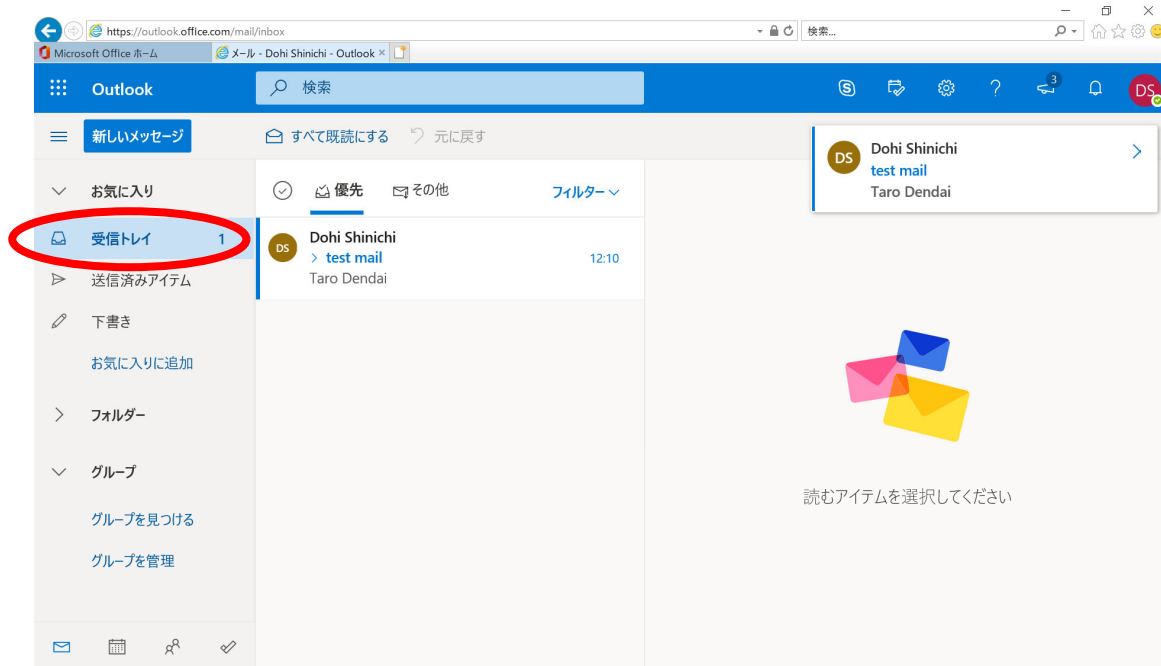 https://outlook.office.com/mail/inbox
検索...
Microsoft Office ホーム
メール - Dohi Shinichi - Outlook
Outlook
検索
3
DS
新しいメッセージ
すべて既読にする
元に戻す
DS
Dohi Shinichi
test mail
Taro Dendai
お気に入り
優先
その他
フィルター
受信トレイ 1
DS
Dohi Shinichi
test mail 12:10
Taro Dendai
送信済みアイテム
下書き
お気に入りに追加
フォルダー
グループ
読むアイテムを選択してください
グループを見つける
グループを管理